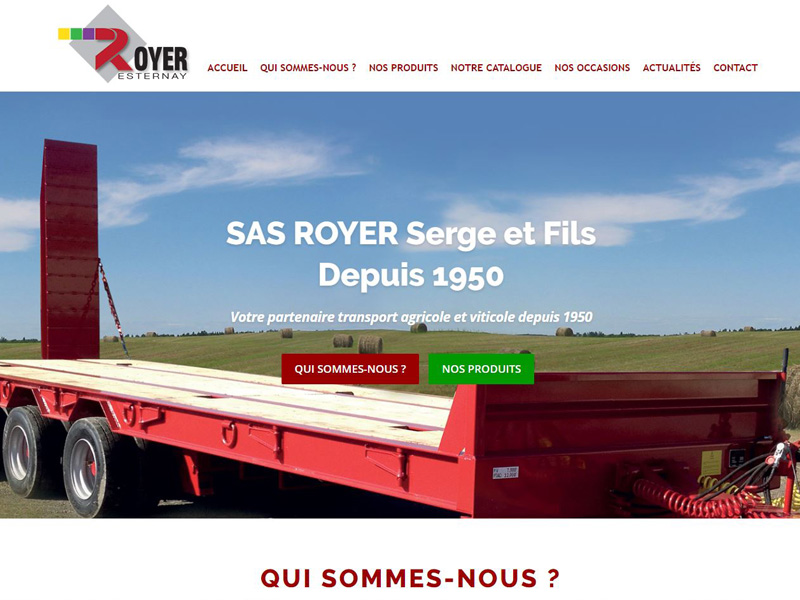 ROYER
ESTERNAY
ACCUEIL QUI SOMMES-NOUS ? NOS PRODUITS NOTRE CATALOGUE NOS OCCASIONS ACTUALITÉS CONTACT
SAS ROYER Serge et Fils
Depuis 1950
Votre partenaire transport agricole et viticole depuis 1950
QUI SOMMES-NOUS ? NOS PRODUITS
QUI SOMMES-NOUS ?